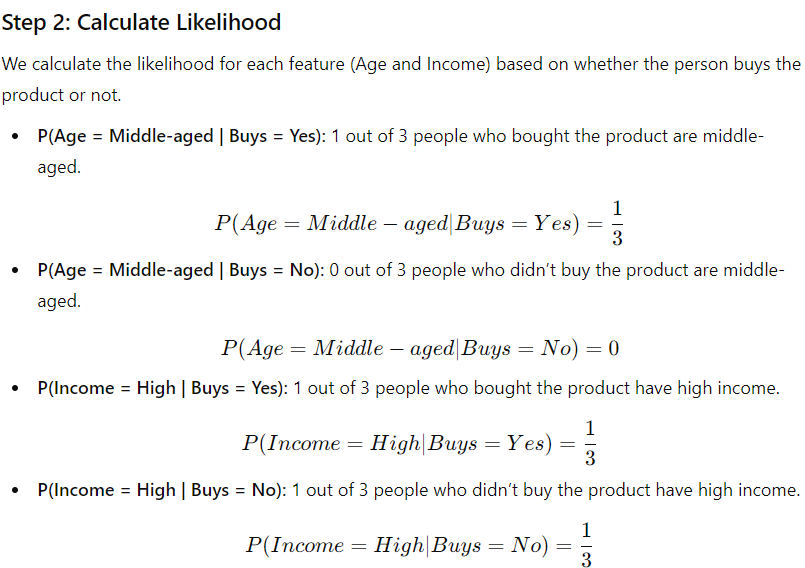 Step 2: Calculate Likelihood
We calculate the likelihood for each feature (Age and Income) based on whether the person buys the
product or not.
• P(Age = Middle-aged | Buys = Yes): 1 out of 3 people who bought the product are middle-
aged.
P(Age = Middle − aged|Buys = Yes) = 1/3
• P(Age = Middle-aged | Buys = No): 0 out of 3 people who didn't buy the product are middle-
aged.
P(Age = Middle − aged|Buys = No) = 0
• P(Income = High | Buys = Yes): 1 out of 3 people who bought the product have high income.
P(Income = High|Buys = Yes) = 1/3
• P(Income = High | Buys = No): 1 out of 3 people who didn't buy the product have high income.
P(Income = High|Buys = No) = 1/3